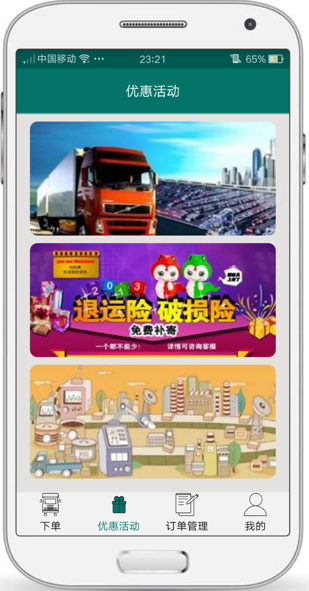 中国移动
23:21
65%
优惠活动
2013
退运险 破损险
免费补寄
一个都不能少!
详情可咨询客服
下单
优惠活动
订单管理
我的